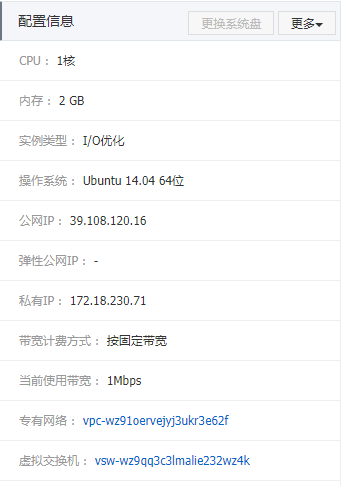 配置信息 更换系统盘 更多
CPU： 1核
内存： 2 GB
实例类型： I/O优化
操作系统： Ubuntu 14.04 64位
公网IP： 39.108.120.16
弹性公网IP： -
私有IP： 172.18.230.71
带宽计费方式： 按固定带宽
当前使用带宽： 1Mbps
专有网络： vpc-wz91oervejyj3ukr3e62f
虚拟交换机： vsw-wz9qq3c3lmalie232wz4k